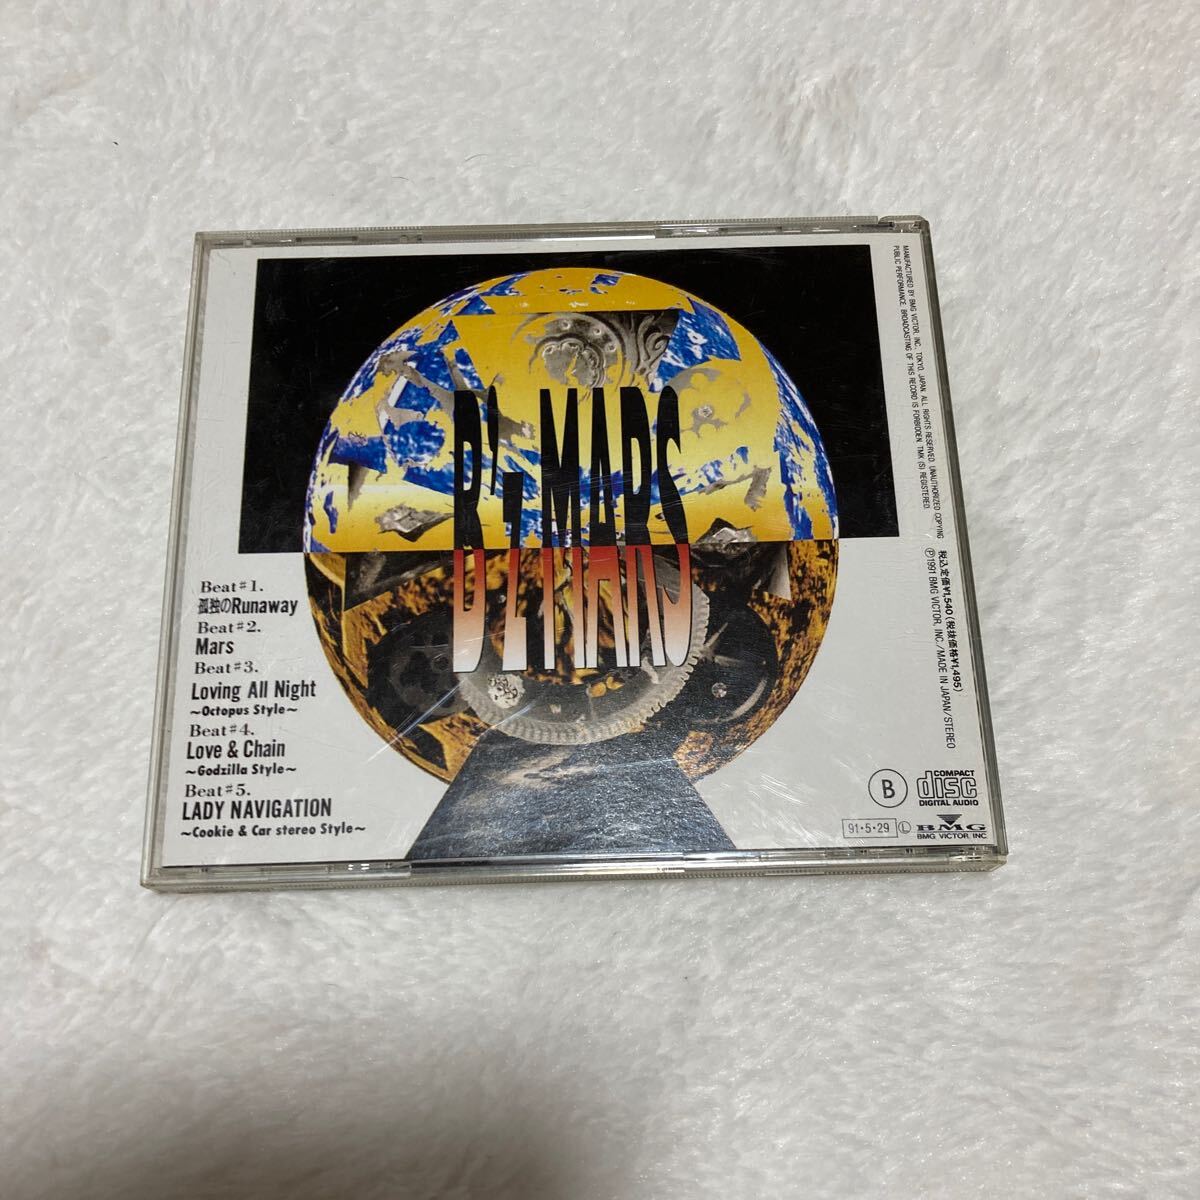 B'z MARS
Beat#1.
孤独のRunaway
Beat#2.
Mars
Beat#3.
Loving All Night
~Octopus Style~
Beat#4.
Love & Chain
~Godzilla Style~
Beat#5.
LADY NAVIGATION
~Cookie & Car stereo Style~
MANUFACTURED BY BMG VICTOR, INC., TOKYO, JAPAN. ALL RIGHTS RESERVED. UNAUTHORIZED COPYING
PUBLIC PERFORMANCE. BROADCASTING OF THIS RECORD IS FORBIDDEN. TMK (S) REGISTERED.
税込定価¥1,540(税抜価格¥1,495)
Ⓟ1991 BMG VICTOR, INC./MADE IN JAPAN/STEREO
B
COMPACT
disc
DIGITAL AUDIO
91·5·29 Ⓛ BMG
BMG VICTOR, INC.